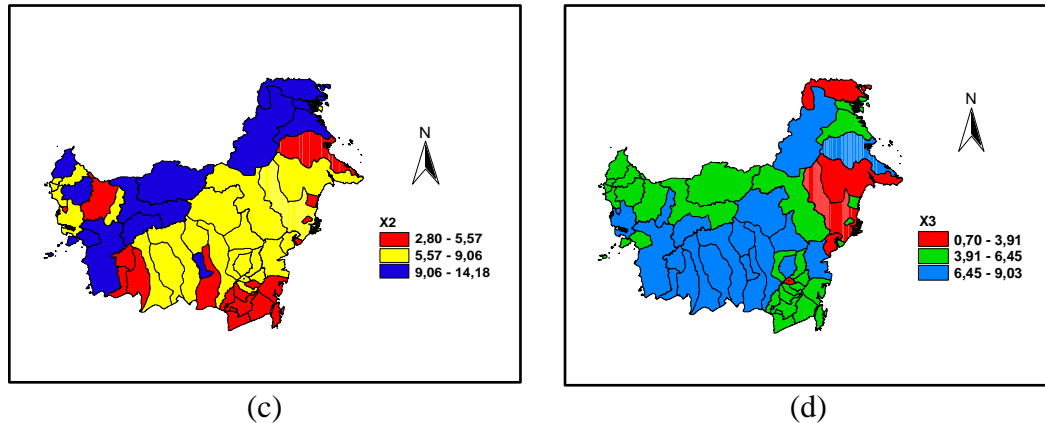 N
X2
2,80 - 5,57
5,57 - 9,06
9,06 - 14,18
(c)
N
X3
0,70 - 3,91
3,91 - 6,45
6,45 - 9,03
(d)